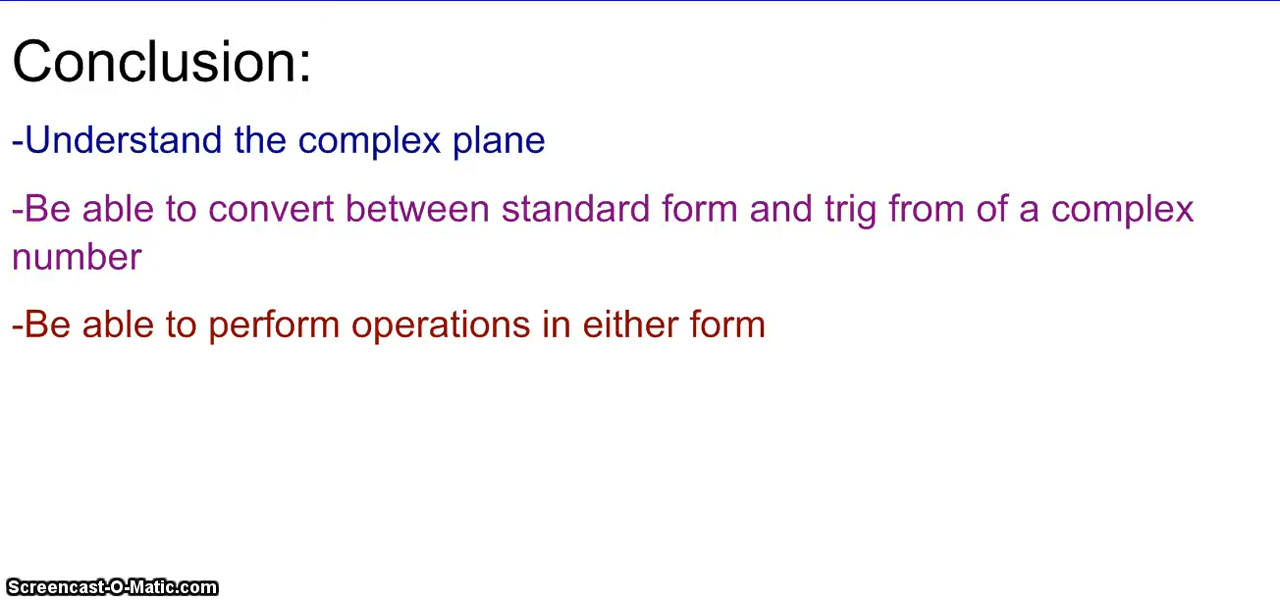 Conclusion:
-Understand the complex plane
-Be able to convert between standard form and trig from of a complex
number
-Be able to perform operations in either form
Screencast-O-Matic.com